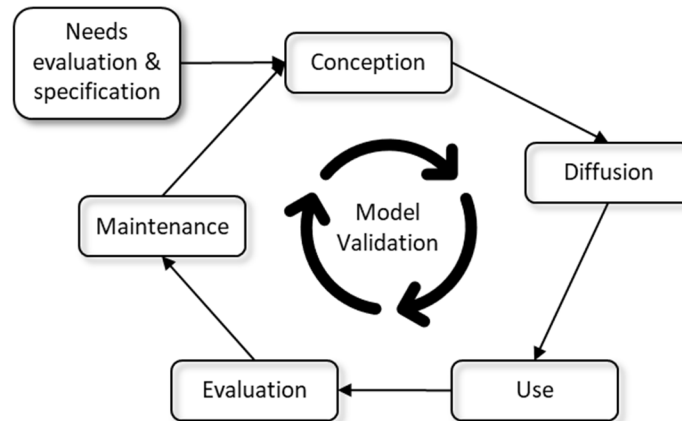 Needs
evaluation &
specification
Conception
Diffusion
Maintenance
Model
Validation
Evaluation
Use